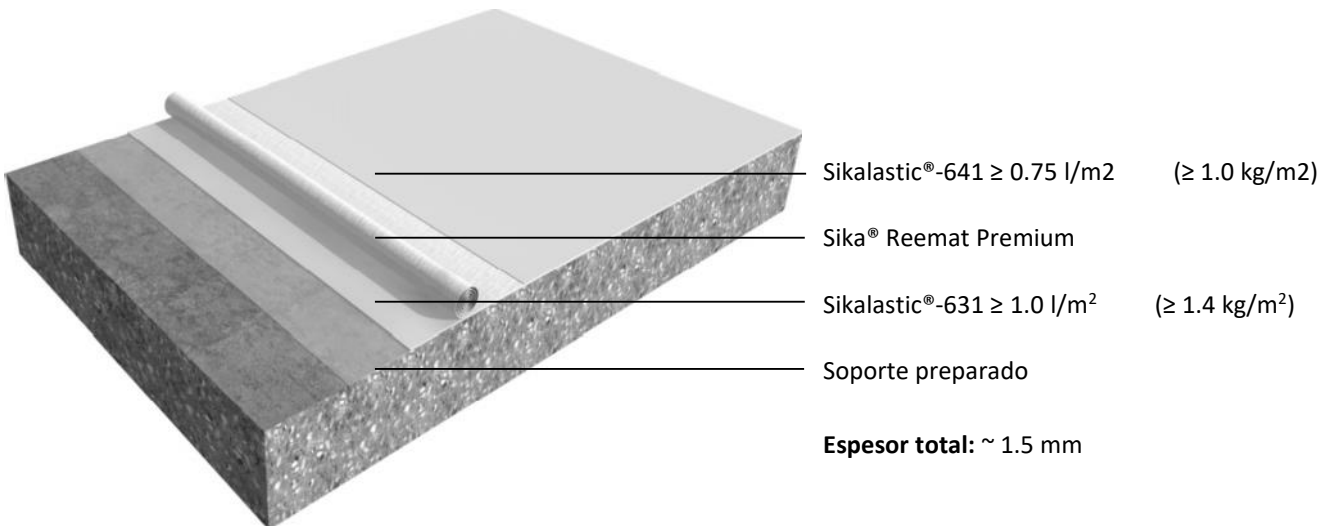 Sikalastic®-641 ≥ 0.75 l/m2 (≥ 1.0 kg/m2)
Sika® Reemat Premium
Sikalastic®-631 ≥ 1.0 l/m² (≥ 1.4 kg/m²)
Soporte preparado
Espesor total: ~ 1.5 mm